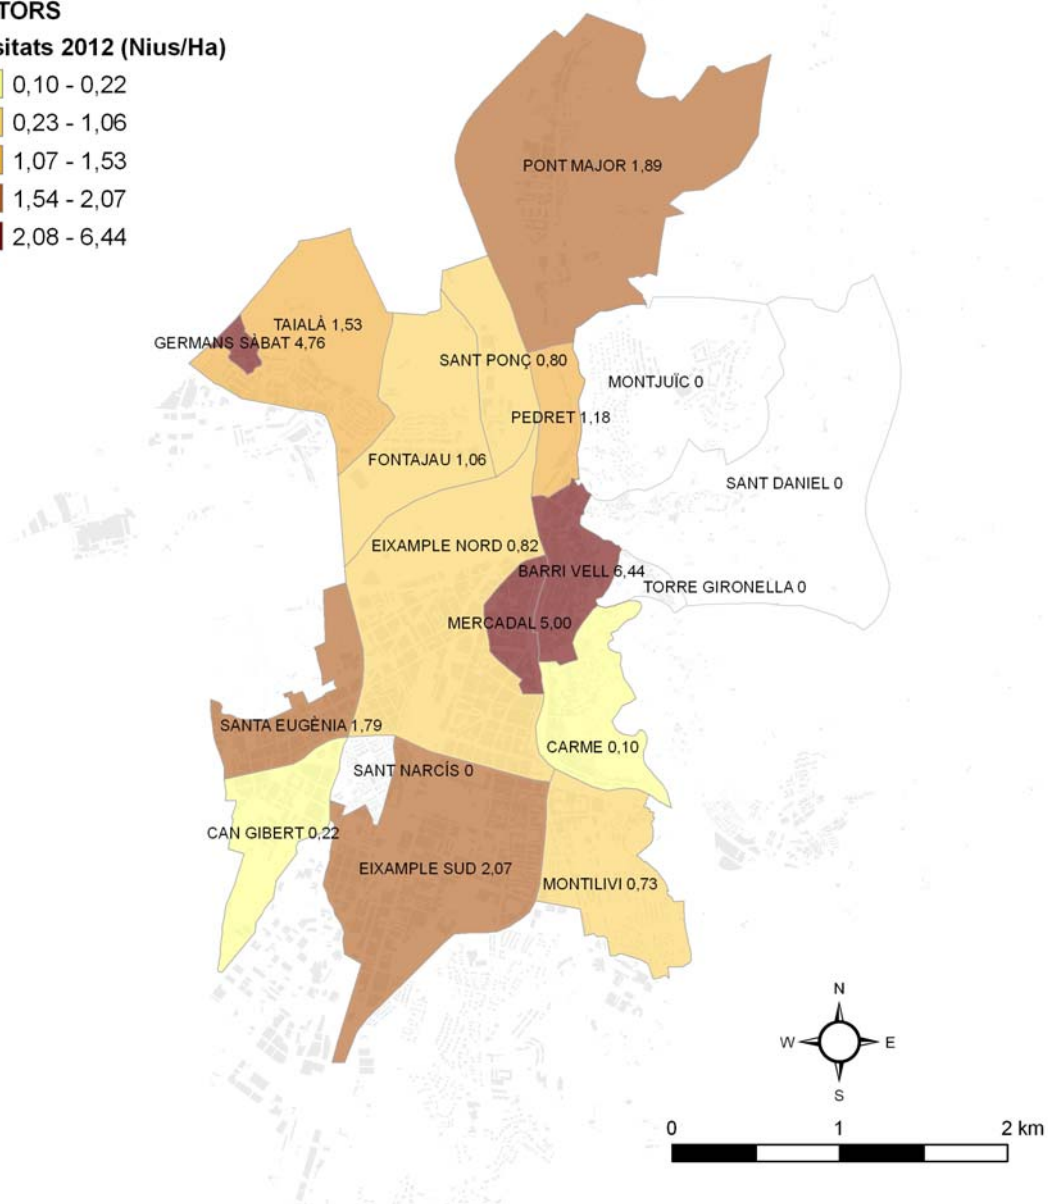 TORS
sitats 2012 (Nius/Ha)
0,10 - 0,22
0,23 - 1,06
1,07 - 1,53
1,54 - 2,07
2,08 - 6,44
PONT MAJOR 1,89
TAIALÀ 1,53
GERMANS SÀBAT 4,76
SANT PONÇ 0,80
MONTJUÏC 0
PEDRET 1,18
FONTAJAU 1,06
SANT DANIEL 0
EIXAMPLE NORD 0,82
BARRI VELL 6,44
TORRE GIRONELLA 0
MERCADAL 5,00
SANTA EUGÈNIA 1,79
CARME 0,10
SANT NARCÍS 0
CAN GIBERT 0,22
EIXAMPLE SUD 2,07
MONTILIVI 0,73
N
W E
S
0 1 2 km